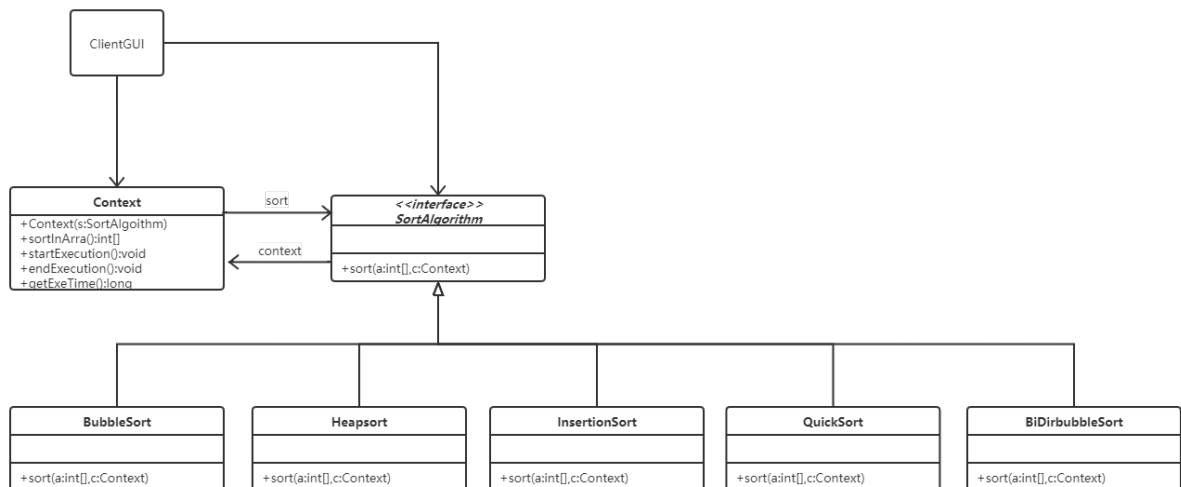 ClientGUI
Context
+Context(s:SortAlgoithm)
+sortInArra():int[]
+startExecution():void
+endExecution():void
+getExeTime():long
sort
context
<<interface>>
SortAlgorithm
+sort(a:int[],c:Context)
BubbleSort
+sort(a:int[],c:Context)
Heapsort
+sort(a:int[],c:Context)
InsertionSort
+sort(a:int[],c:Context)
QuickSort
+sort(a:int[],c:Context)
BiDirbubbleSort
+sort(a:int[],c:Context)